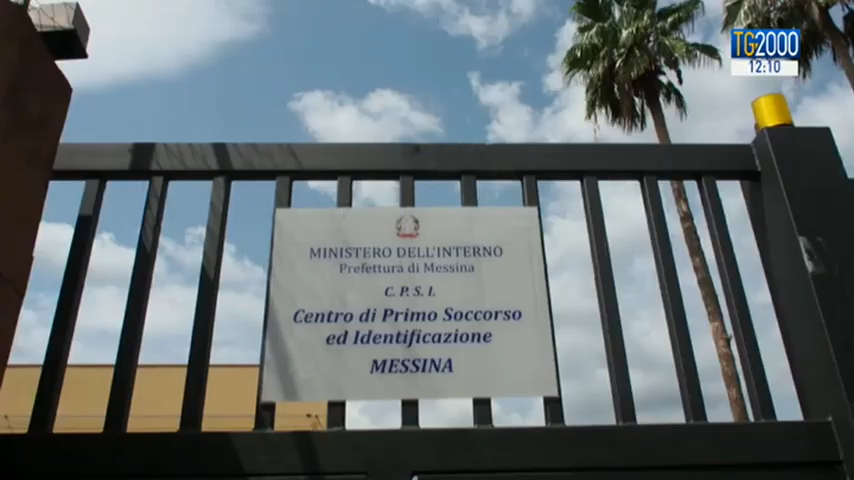 TG2000
12:10
MINISTERO DELL'INTERNO
Prefettura di Messina
C. P. S. I.
Centro di Primo Soccorso
ed Identificazione
MESSINA